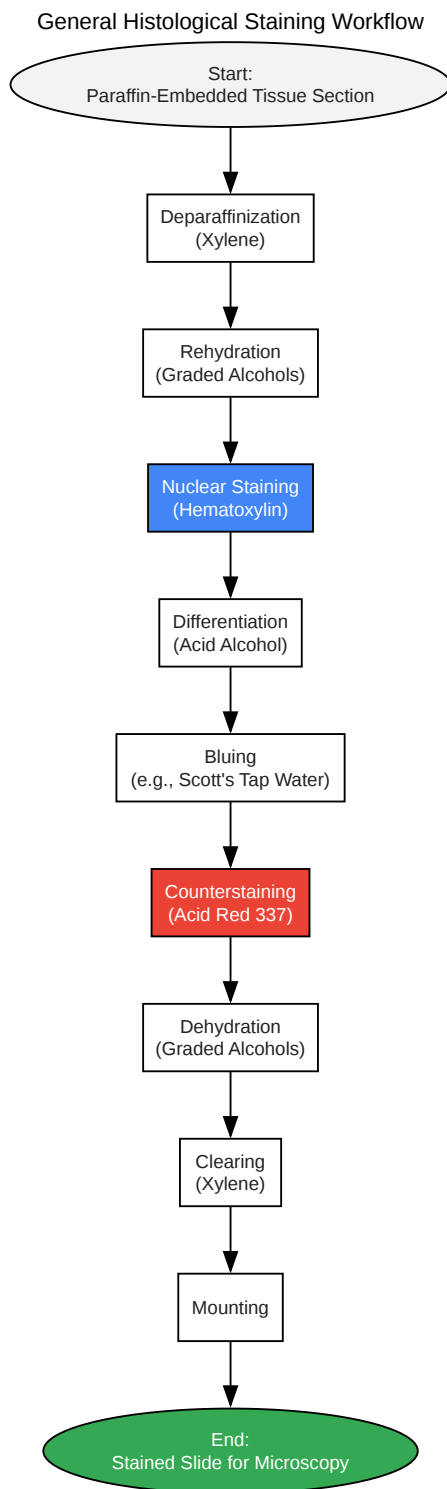 General Histological Staining Workflow
Start:
Paraffin-Embedded Tissue Section
Deparaffinization
(Xylene)
Rehydration
(Graded Alcohols)
Nuclear Staining
(Hematoxylin)
Differentiation
(Acid Alcohol)
Bluing
(e.g., Scott's Tap Water)
Counterstaining
(Acid Red 337)
Dehydration
(Graded Alcohols)
Clearing
(Xylene)
Mounting
End:
Stained Slide for Microscopy